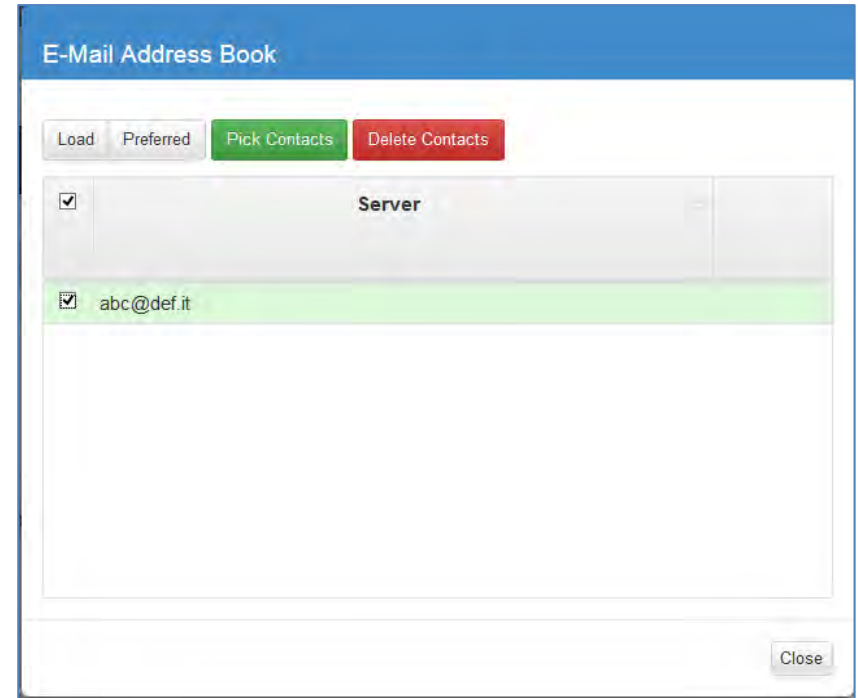 E-Mail Address Book
Load Preferred Pick Contacts Delete Contacts
Server
abc@def.it
Close